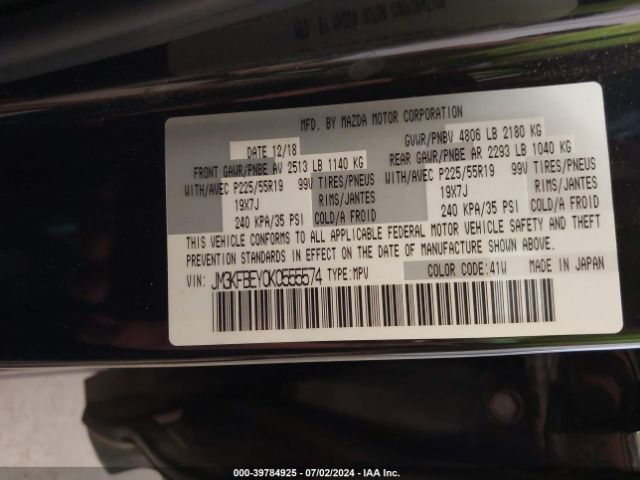 MFD. BY MAZDA MOTOR CORPORATION
DATE 12/18 GVWR/PNBV 4806 LB 2180 KG
FRONT GAWR/PNBE AV 2513 LB 1140 KG REAR GAWR/PNBE AR 2293 LB 1040 KG
WITH/AVEC P225/55R19 99V TIRES/PNEUS WITH/AVEC P225/55R19 99V TIRES/PNEUS
19X7J RIMS/JANTES 19X7J RIMS/JANTES
240 KPA/35 PSI COLD/A FROID 240 KPA/35 PSI COLD/A FROID
THIS VEHICLE CONFORMS TO ALL APPLICABLE FEDERAL MOTOR VEHICLE SAFETY AND THEFT
PREVENTION STANDARDS IN EFFECT ON THE DATE OF MANUFACTURE SHOWN ABOVE.
VIN: JM3KFBEY0K0555574 TYPE:MPV COLOR CODE:41W MADE IN JAPAN
000-39784925 - 07/02/2024 - IAA Inc.